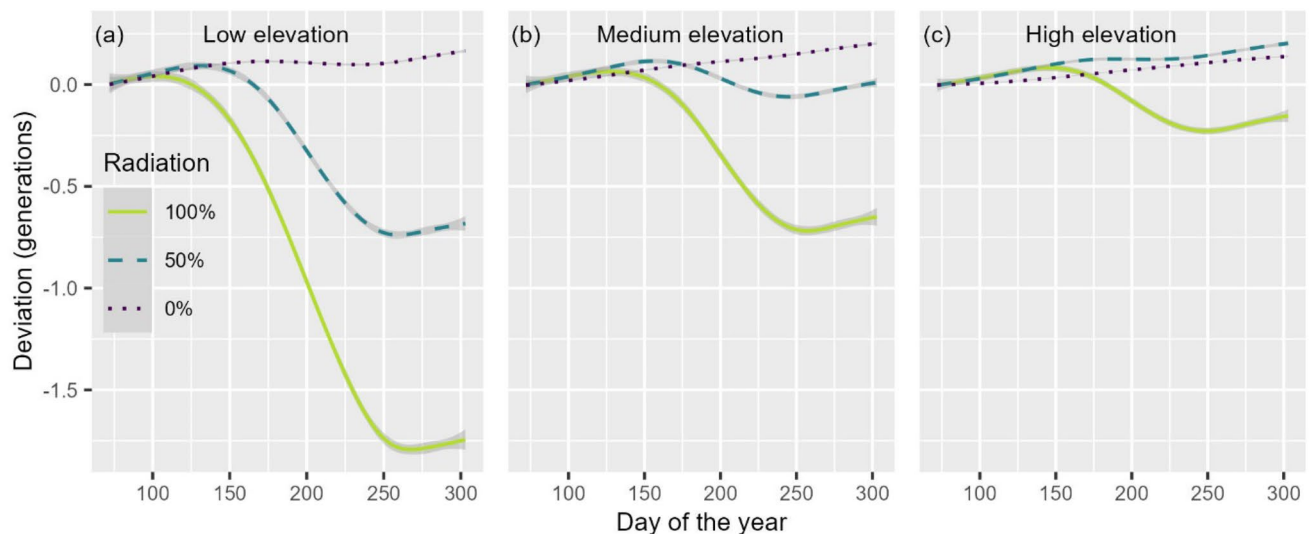 (a) Low elevation
(b) Medium elevation
(c) High elevation
0.0
-0.5
-1.0
-1.5
Deviation (generations)
Radiation
100%
50%
0%
100 150 200 250 300
100 150 200 250 300
100 150 200 250 300
Day of the year